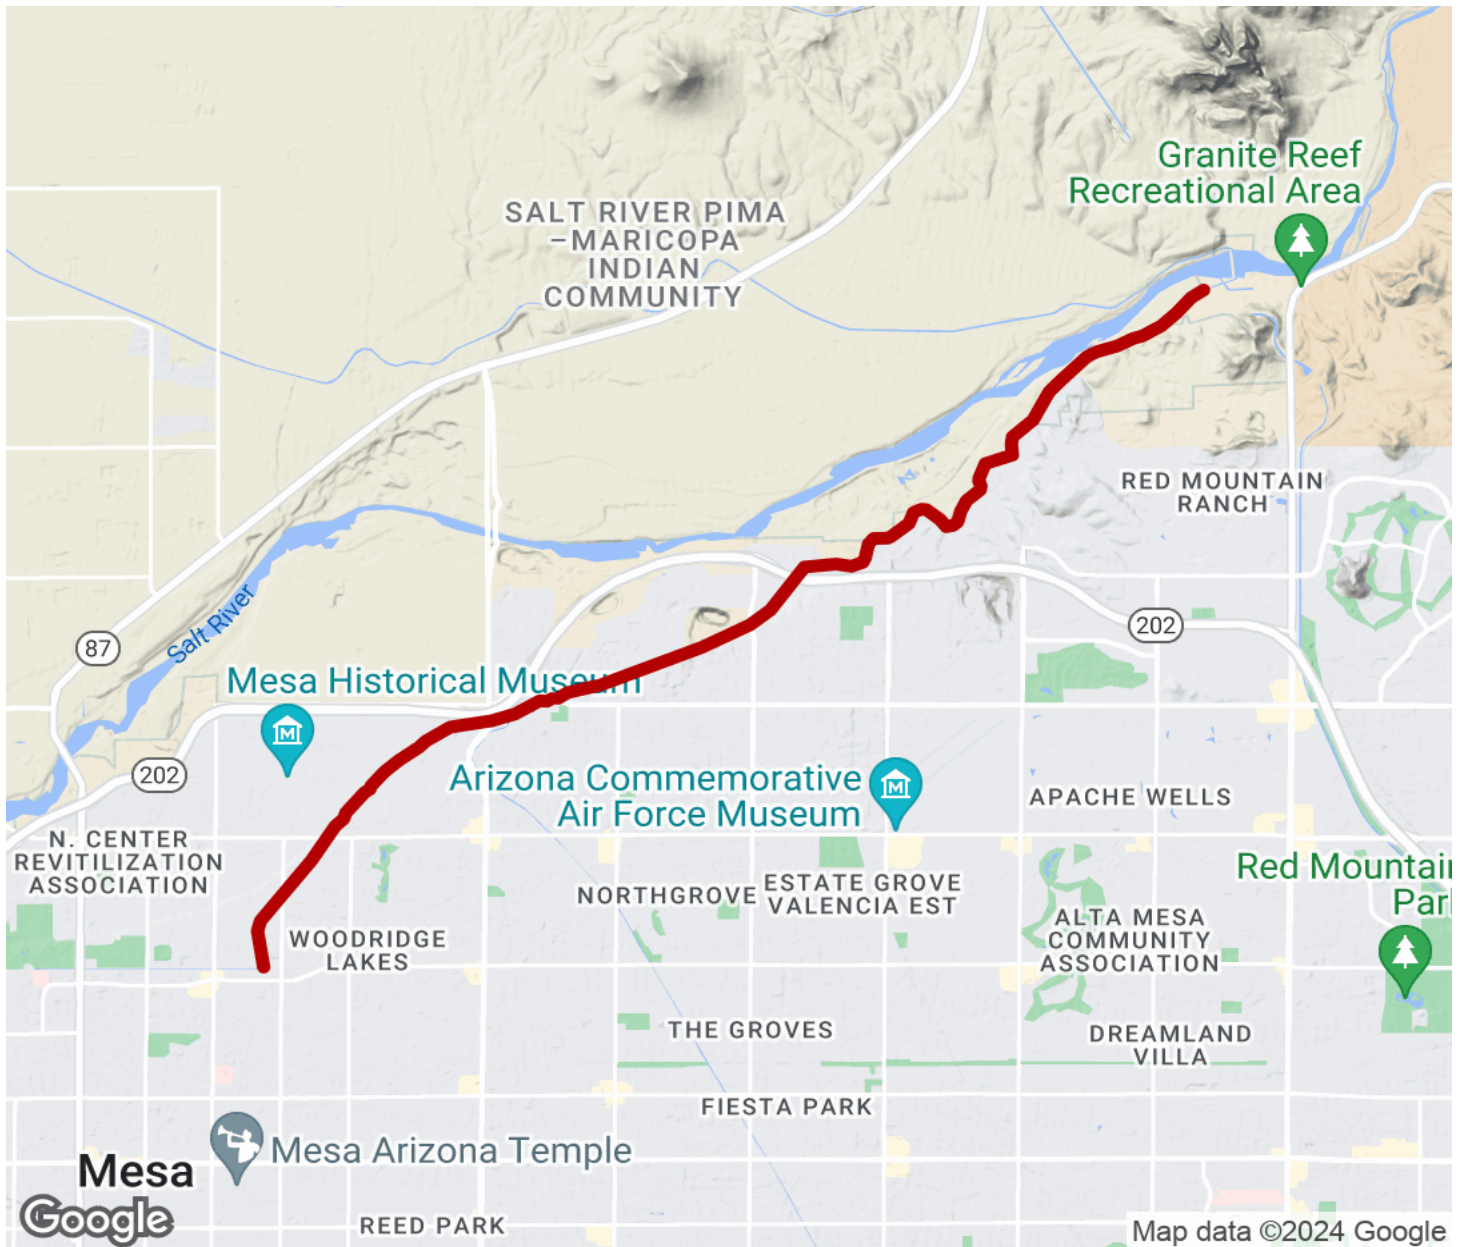 Granite Reef
Recreational Area
SALT RIVER PIMA
–MARICOPA
INDIAN
COMMUNITY
RED MOUNTAIN
RANCH
Salt River
87
202
Mesa Historical Museum
202
Arizona Commemorative
Air Force Museum
APACHE WELLS
N. CENTER
REVITILIZATION
ASSOCIATION
Red Mountain
Par
NORTHGROVE
ESTATE GROVE
VALENCIA EST
ALTA MESA
COMMUNITY
ASSOCIATION
WOODRIDGE
LAKES
THE GROVES
DREAMLAND
VILLA
FIESTA PARK
Mesa Arizona Temple
Mesa
Google
REED PARK
Map data ©2024 Google